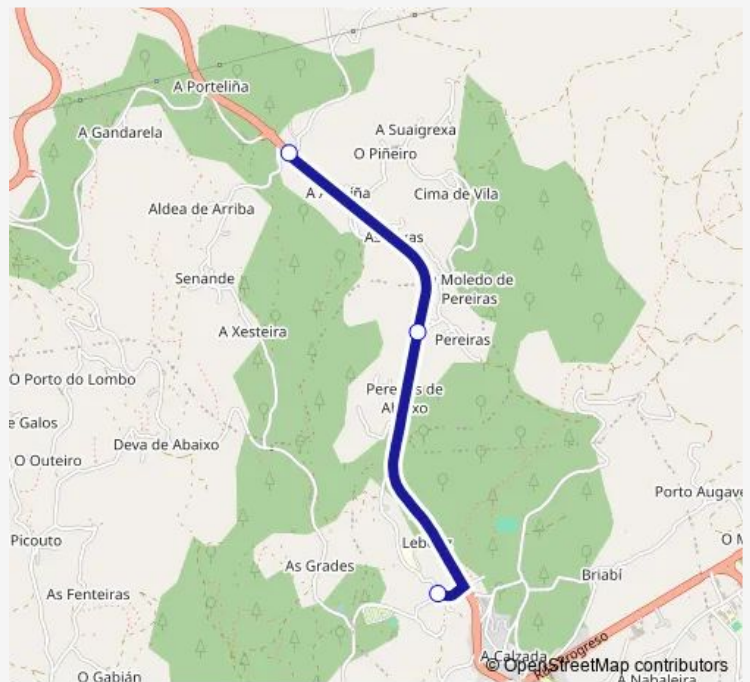 A Porteliña
A Gandarela
A Suaigrexa
O Piñeiro
Cima de Vila
Aldea de Arriba
Senande
Moledo de
Pereiras
A Xesteira
Pereiras
O Porto do Lombo
Deva de Abaixo
O Outeiro
Porto Augave
Picouto
As Grades
Briabí
As Fenteiras
A Calzada
© OpenStreetMap contributors
O Gabián
A Nabaleira